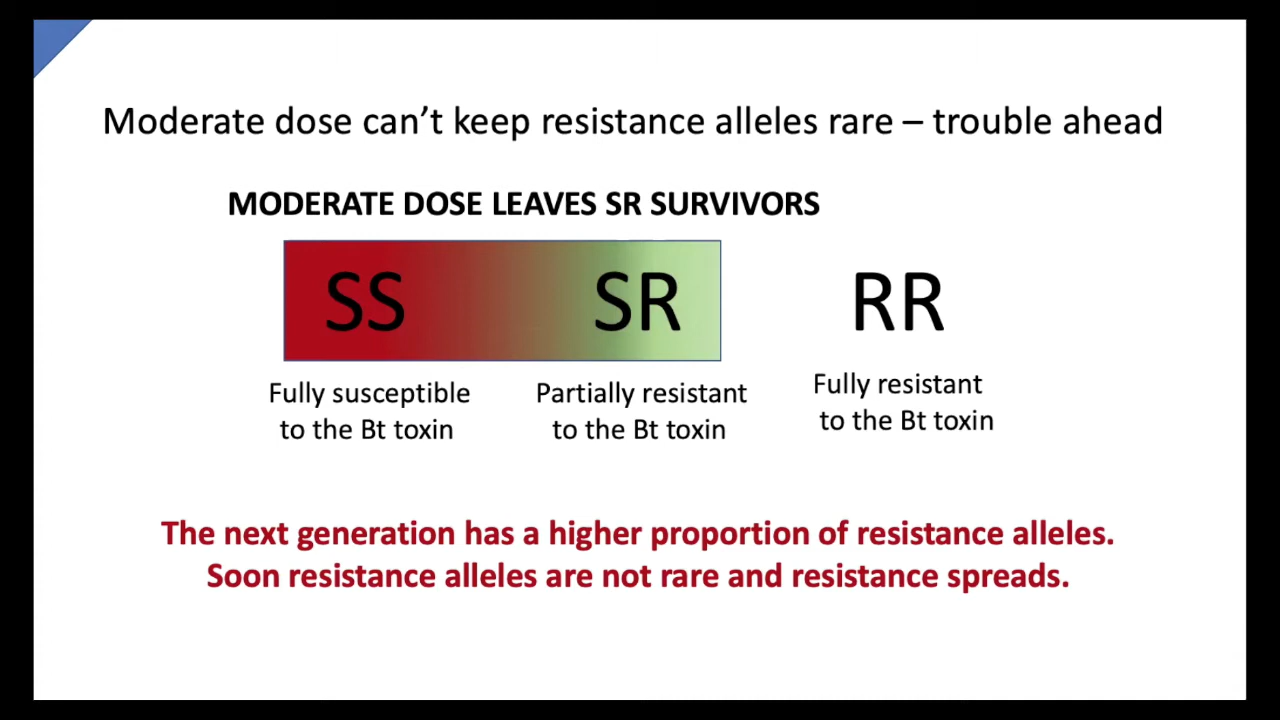 Moderate dose can’t keep resistance alleles rare – trouble ahead
MODERATE DOSE LEAVES SR SURVIVORS
SS SR RR
Fully susceptible
to the Bt toxin
Partially resistant
to the Bt toxin
Fully resistant
to the Bt toxin
The next generation has a higher proportion of resistance alleles.
Soon resistance alleles are not rare and resistance spreads.